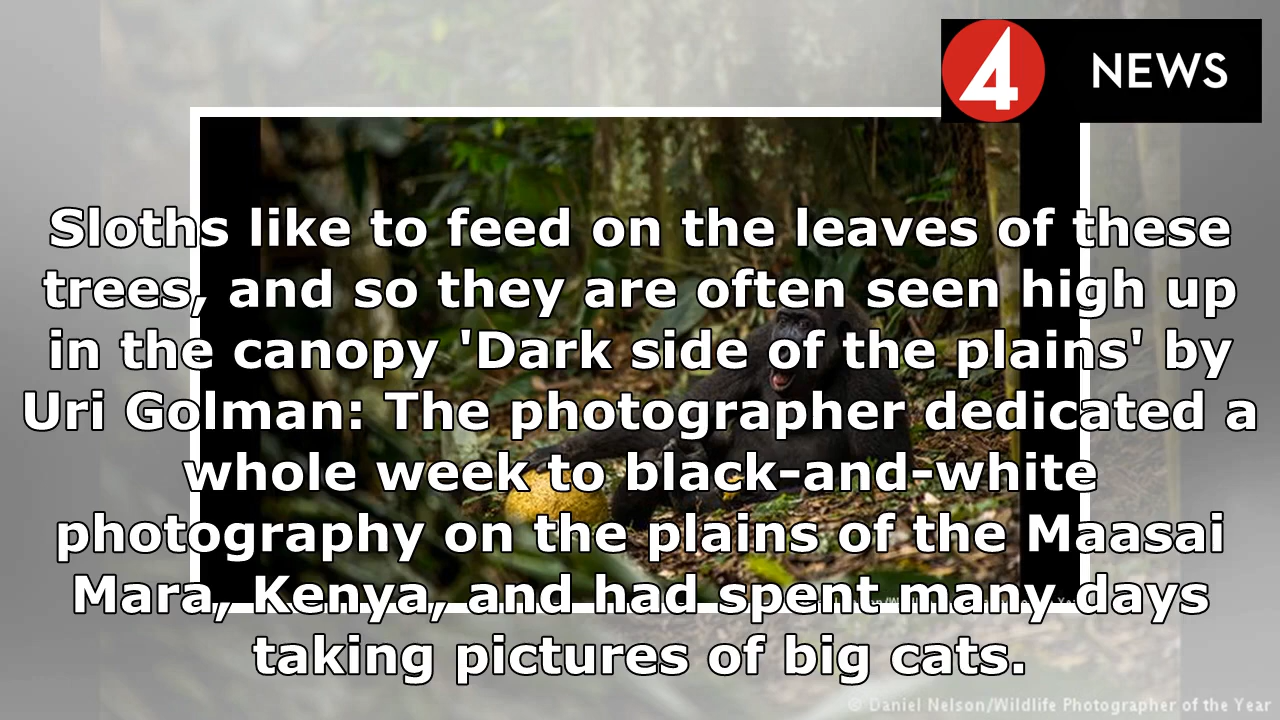 4 NEWS
Sloths like to feed on the leaves of these
trees, and so they are often seen high up
in the canopy 'Dark side of the plains' by
Uri Golman: The photographer dedicated a
whole week to black-and-white
photography on the plains of the Maasai
Mara, Kenya, and had spent many days
taking pictures of big cats.
© Daniel Nelson/Wildlife Photographer of the Year